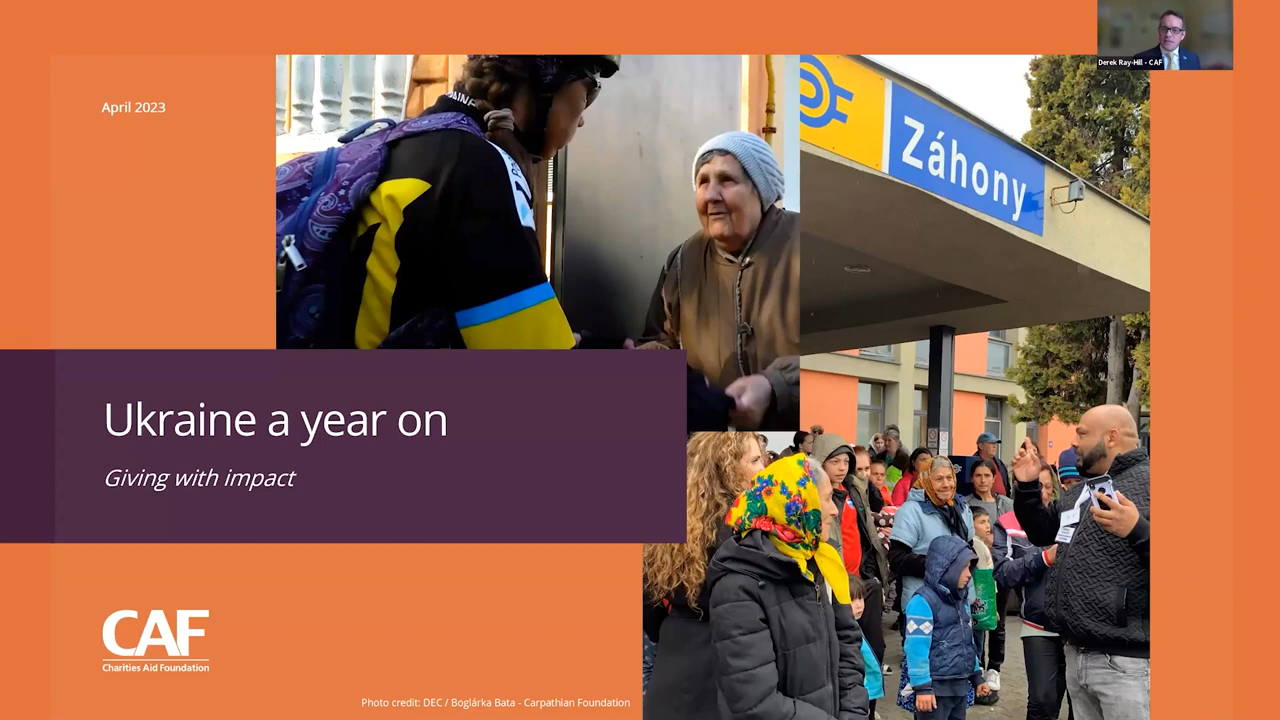 Derek Ray-Hill - CAF
April 2023
Záhony
Ukraine a year on
Giving with impact
CAF
Charities Aid Foundation
Photo credit: DEC / Boglárka Bata - Carpathian Foundation